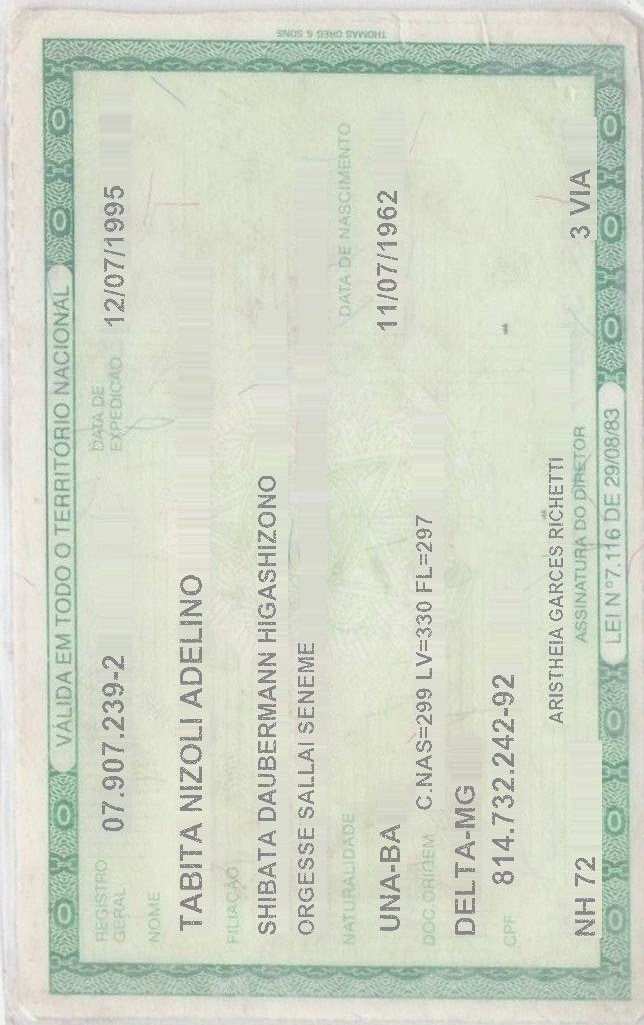 THOMAS GREG & SONS
VÁLIDA EM TODO O TERRITÓRIO NACIONAL
REGISTRO GERAL 07.907.239-2 DATA DE EXPEDIÇÃO 12/07/1995
NOME
TABITA NIZOLI ADELINO
FILIAÇÃO
SHIBATA DAUBERMANN HIGASHIZONO
ORGESSE SALLAI SENEME
NATURALIDADE DATA DE NASCIMENTO
UNA-BA 11/07/1962
DOC ORIGEM C.NAS=299 LV=330 FL=297
DELTA-MG
CPF 814.732.242-92
ARISTHEIA GARCES RICHETTI
NH 72 ASSINATURA DO DIRETOR 3 VIA
LEI Nº 7.116 DE 29/08/83